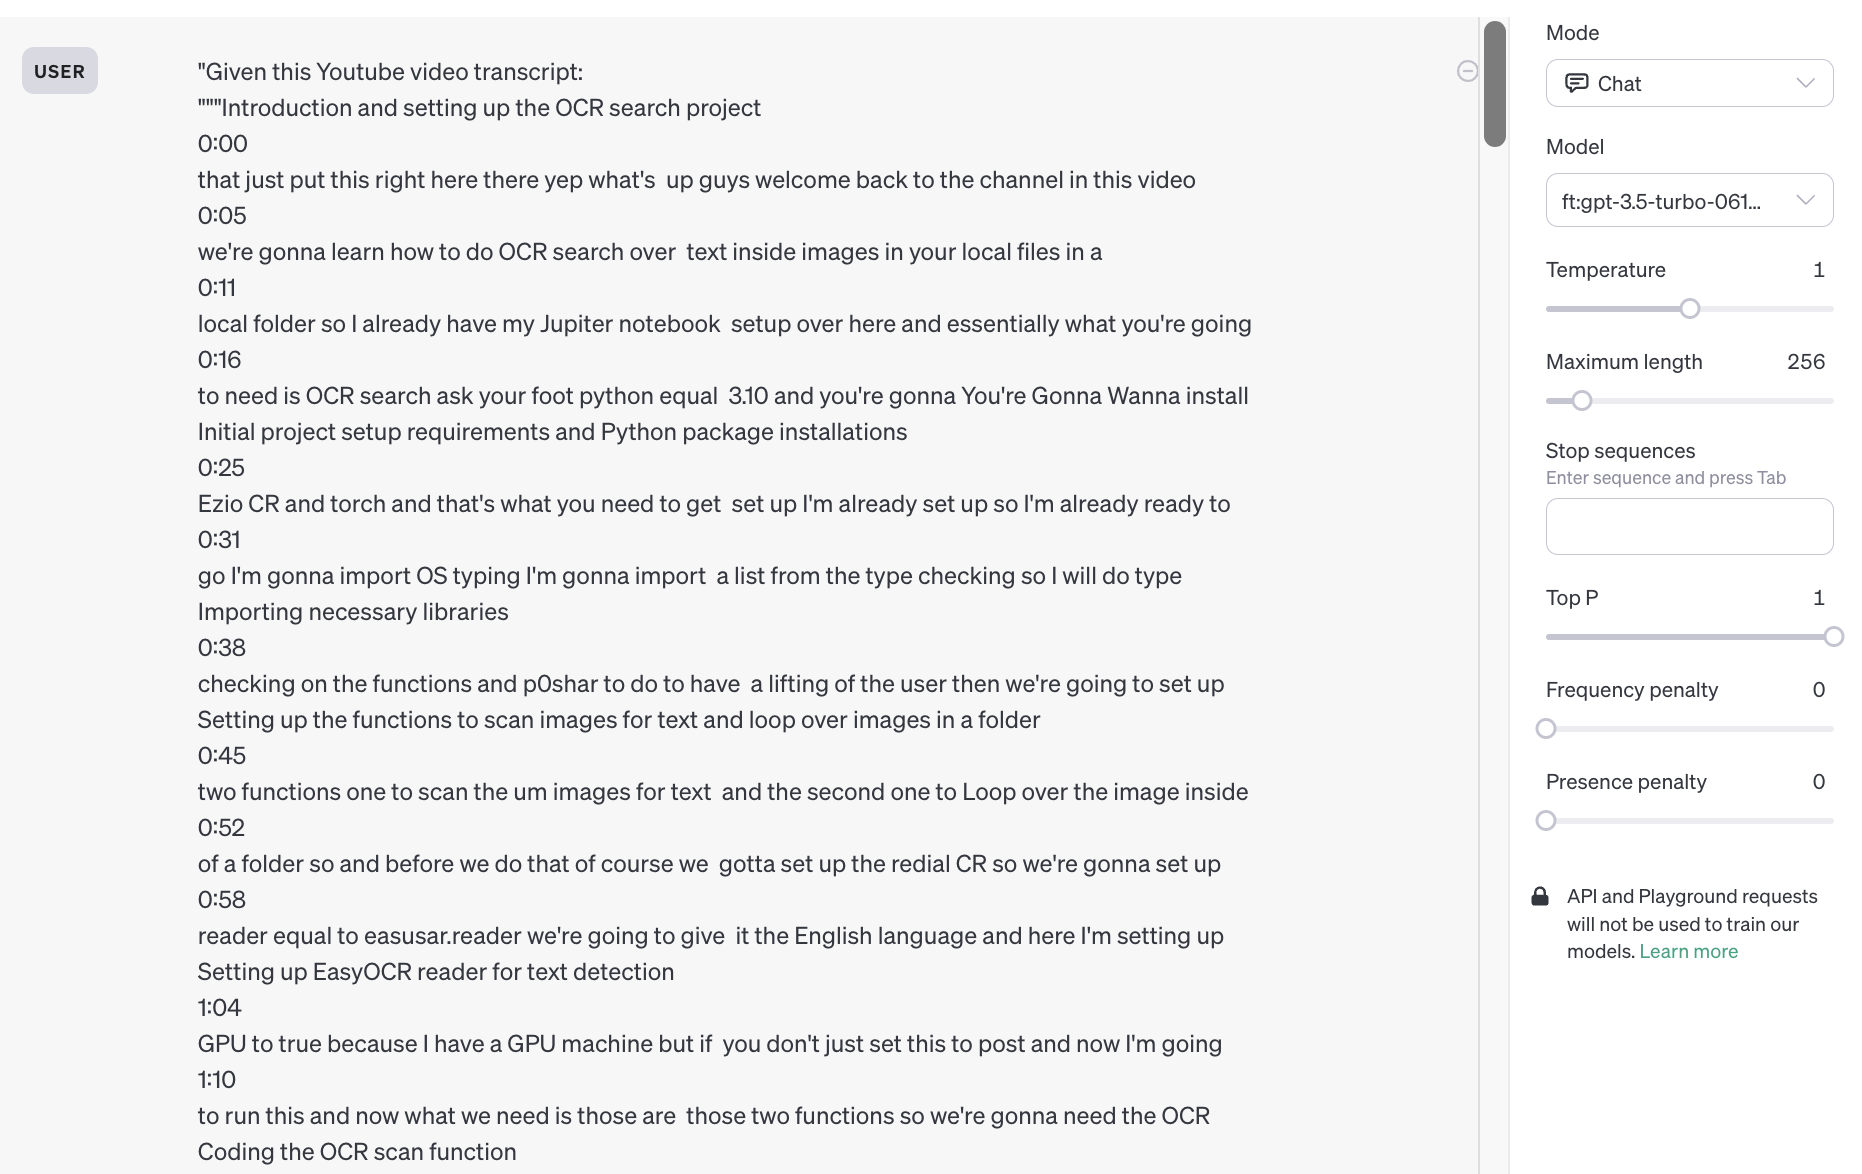 USER
"Given this Youtube video transcript:
"""Introduction and setting up the OCR search project
0:00
that just put this right here there yep what's  up guys welcome back to the channel in this video
0:05
we're gonna learn how to do OCR search over  text inside images in your local files in a
0:11
local folder so I already have my Jupiter notebook  setup over here and essentially what you're going
0:16
to need is OCR search ask your foot python equal  3.10 and you're gonna You're Gonna Wanna install
Initial project setup requirements and Python package installations
0:25
Ezio CR and torch and that's what you need to get  set up I'm already set up so I'm already ready to
0:31
go I'm gonna import OS typing I'm gonna import  a list from the type checking so I will do type
Importing necessary libraries
0:38
checking on the functions and p0shar to do to have  a lifting of the user then we're going to set up
Setting up the functions to scan images for text and loop over images in a folder
0:45
two functions one to scan the um images for text  and the second one to Loop over the image inside
0:52
of a folder so and before we do that of course we  gotta set up the redial CR so we're gonna set up
0:58
reader equal to easusar.reader we're going to give  it the English language and here I'm setting up
Setting up EasyOCR reader for text detection
1:04
GPU to true because I have a GPU machine but if  you don't just set this to post and now I'm going
1:10
to run this and now what we need is those are  those two functions so we're gonna need the OCR
Coding the OCR scan function
Mode
Chat
Model
ft:gpt-3.5-turbo-061...
Temperature 1
Maximum length 256
Stop sequences
Enter sequence and press Tab
Top P 1
Frequency penalty 0
Presence penalty 0
API and Playground requests
will not be used to train our
models. Learn more